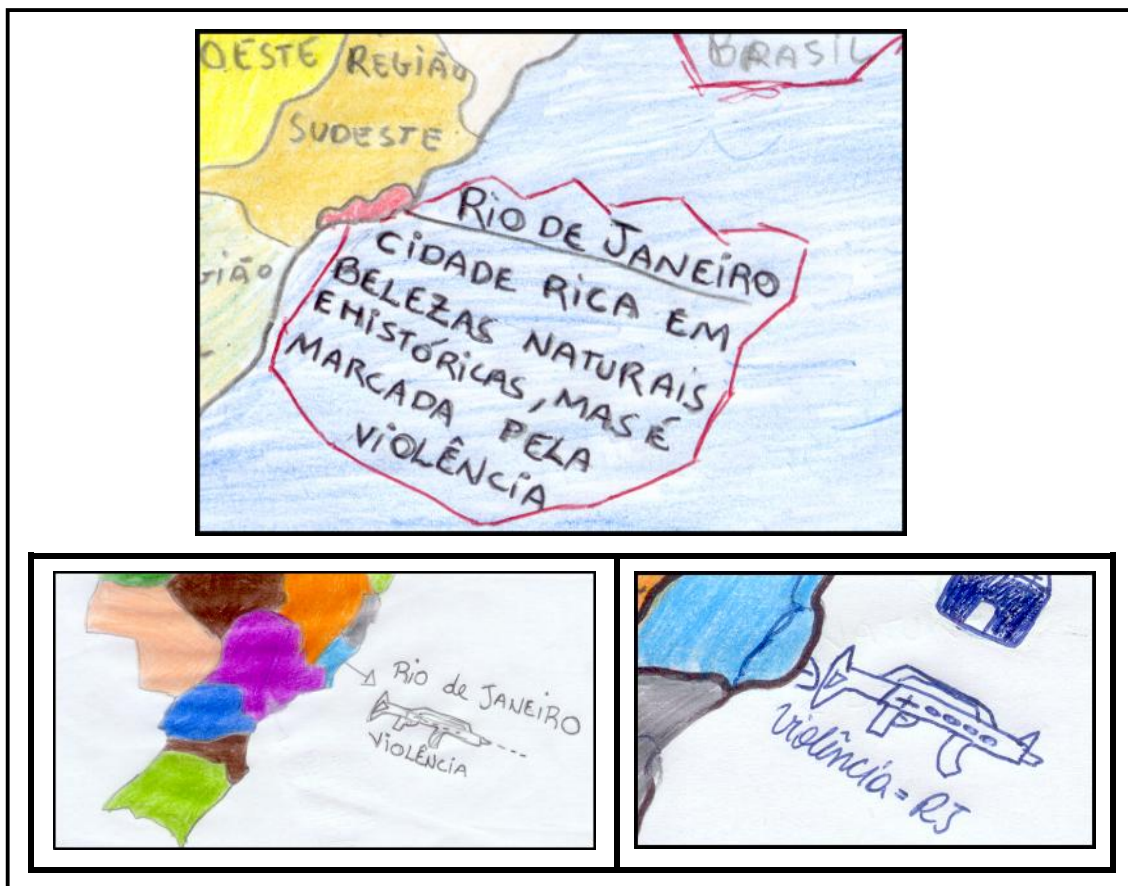 OESTE
REGIÃO
SUDESTE
BRASIL
GIÃO
RIO DE JANEIRO
CIDADE RICA EM
BELEZAS NATURAIS
E HISTÓRICAS, MAS É
MARCADA PELA
VIOLÊNCIA
RIO de JANEIRO
VIOLÊNCIA
violência = RJ